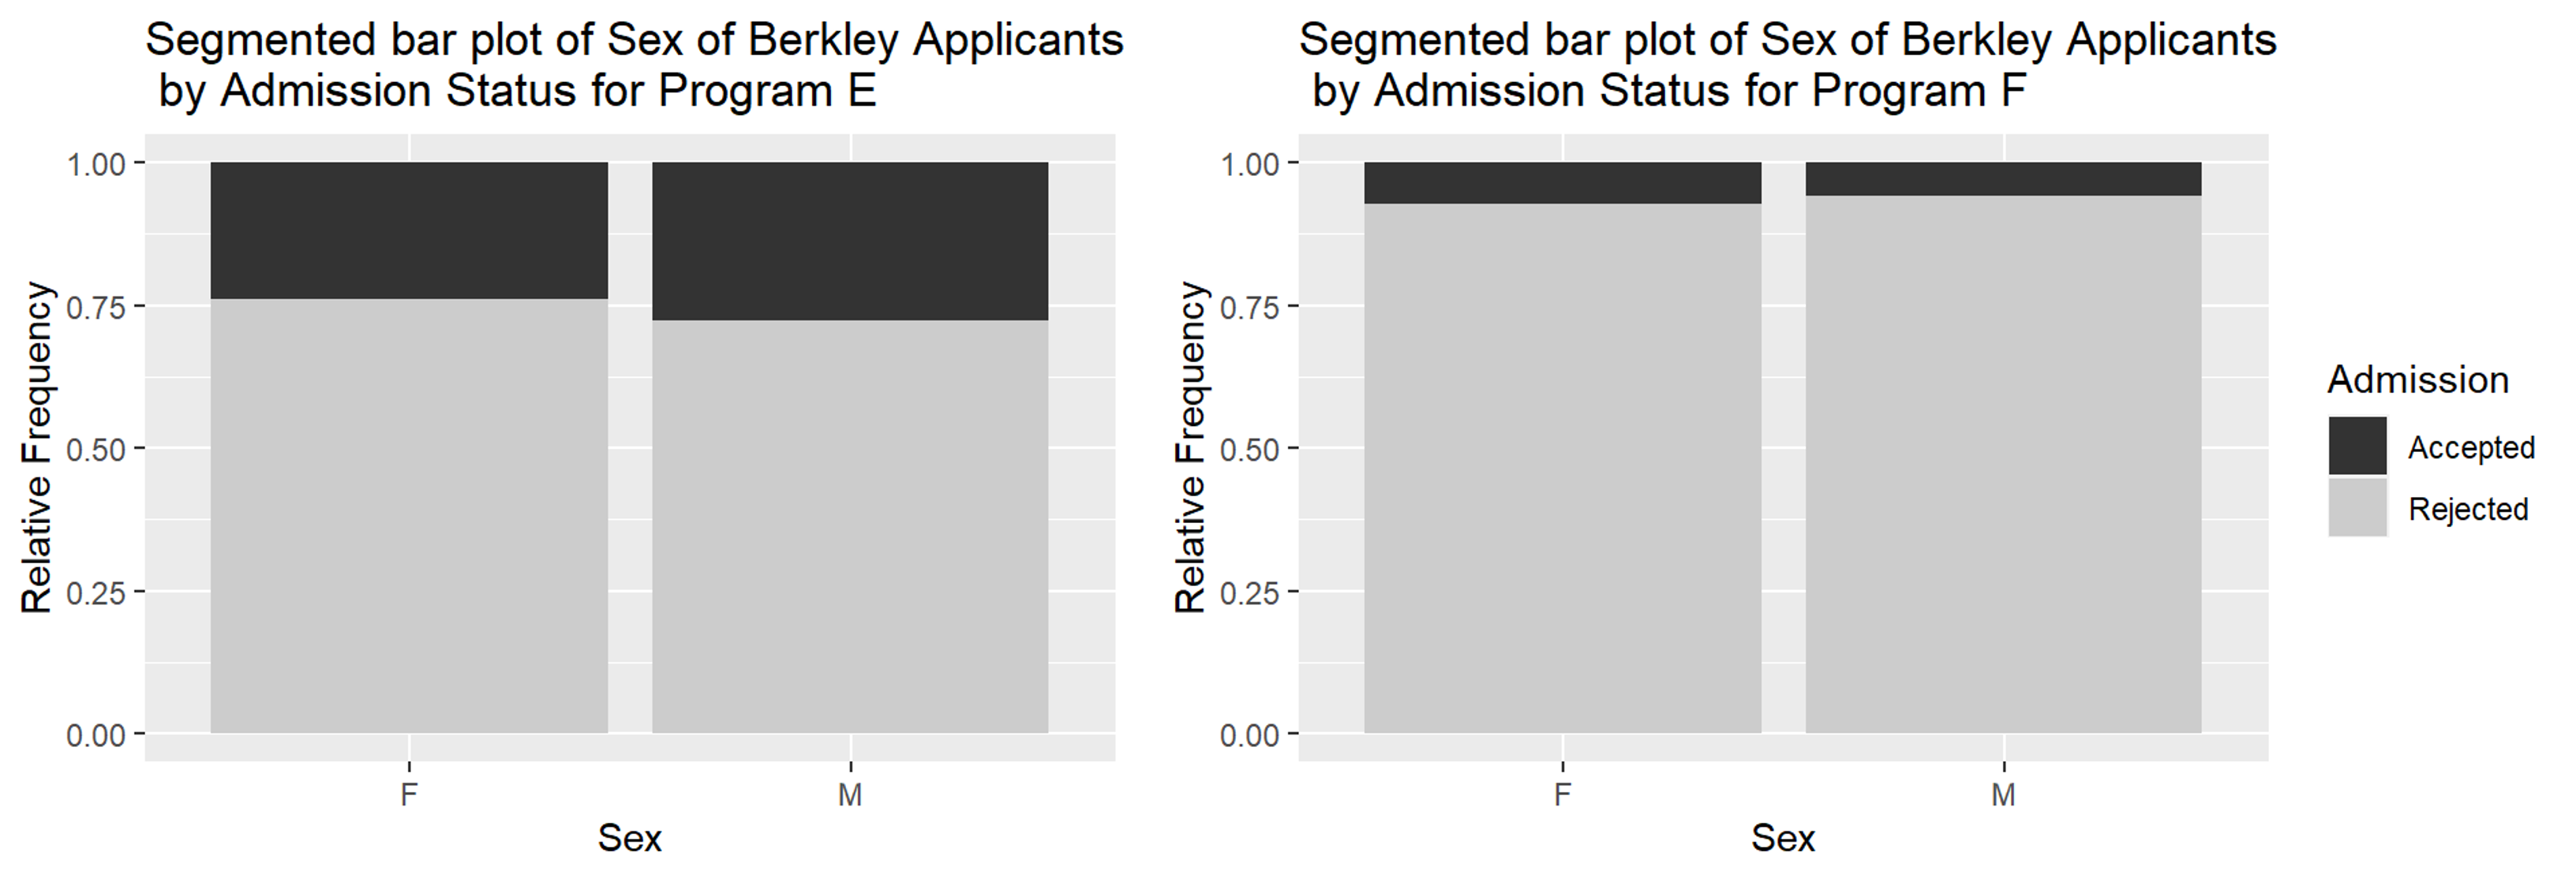 Segmented bar plot of Sex of Berkley Applicants
by Admission Status for Program E
1.00
0.75
0.50
0.25
0.00
Relative Frequency
F
M
Sex
Segmented bar plot of Sex of Berkley Applicants
by Admission Status for Program F
1.00
0.75
0.50
0.25
0.00
Relative Frequency
F
M
Sex
Admission
Accepted
Rejected